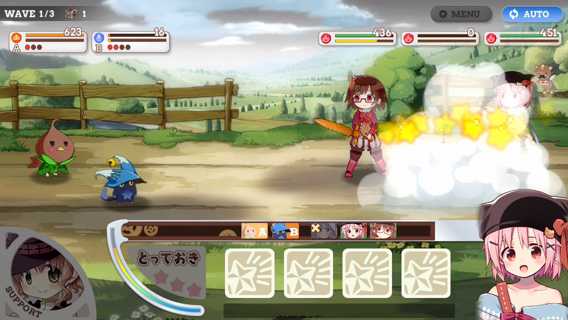 WAVE 1/3 1
MENU
AUTO
623
A
16
B
436
0
451
A B
とっておき
SUPPORT